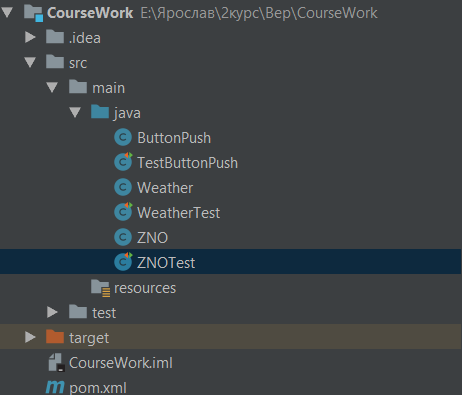 CourseWork E:\Ярослав\2курс\Вер\CourseWork
.idea
src
main
java
ButtonPush
TestButtonPush
Weather
WeatherTest
ZNO
ZNOTest
resources
test
target
CourseWork.iml
pom.xml